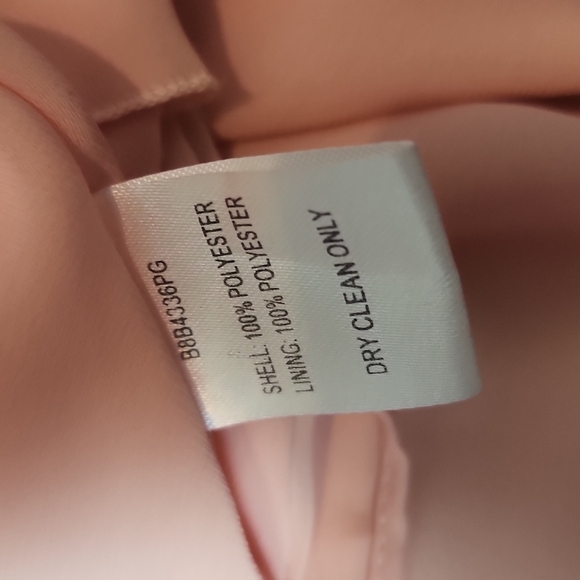 B8B4336PG
SHELL: 100% POLYESTER
LINING: 100% POLYESTER
DRY CLEAN ONLY